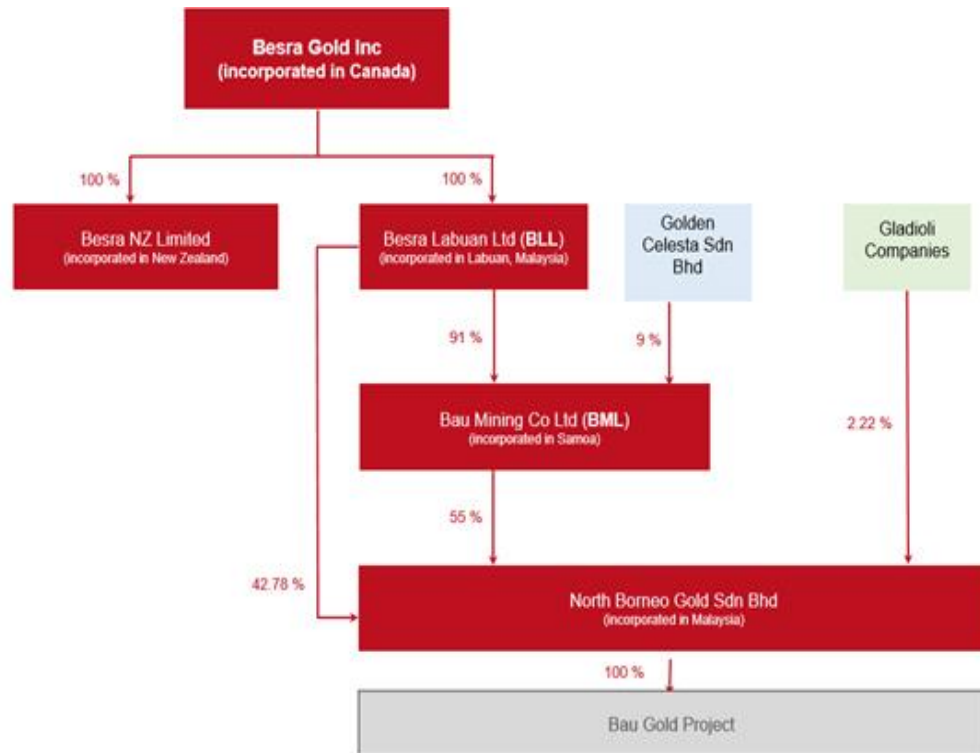 Besra Gold Inc
(incorporated in Canada)
100 %
100 %
Besra NZ Limited
(incorporated in New Zealand)
Besra Labuan Ltd (BLL)
(incorporated in Labuan, Malaysia)
Golden
Celesta Sdn
Bhd
Gladioli
Companies
91 %
9 %
Bau Mining Co Ltd (BML)
(incorporated in Samoa)
2.22 %
55 %
42.78 %
North Borneo Gold Sdn Bhd
(incorporated in Malaysia)
100 %
Bau Gold Project